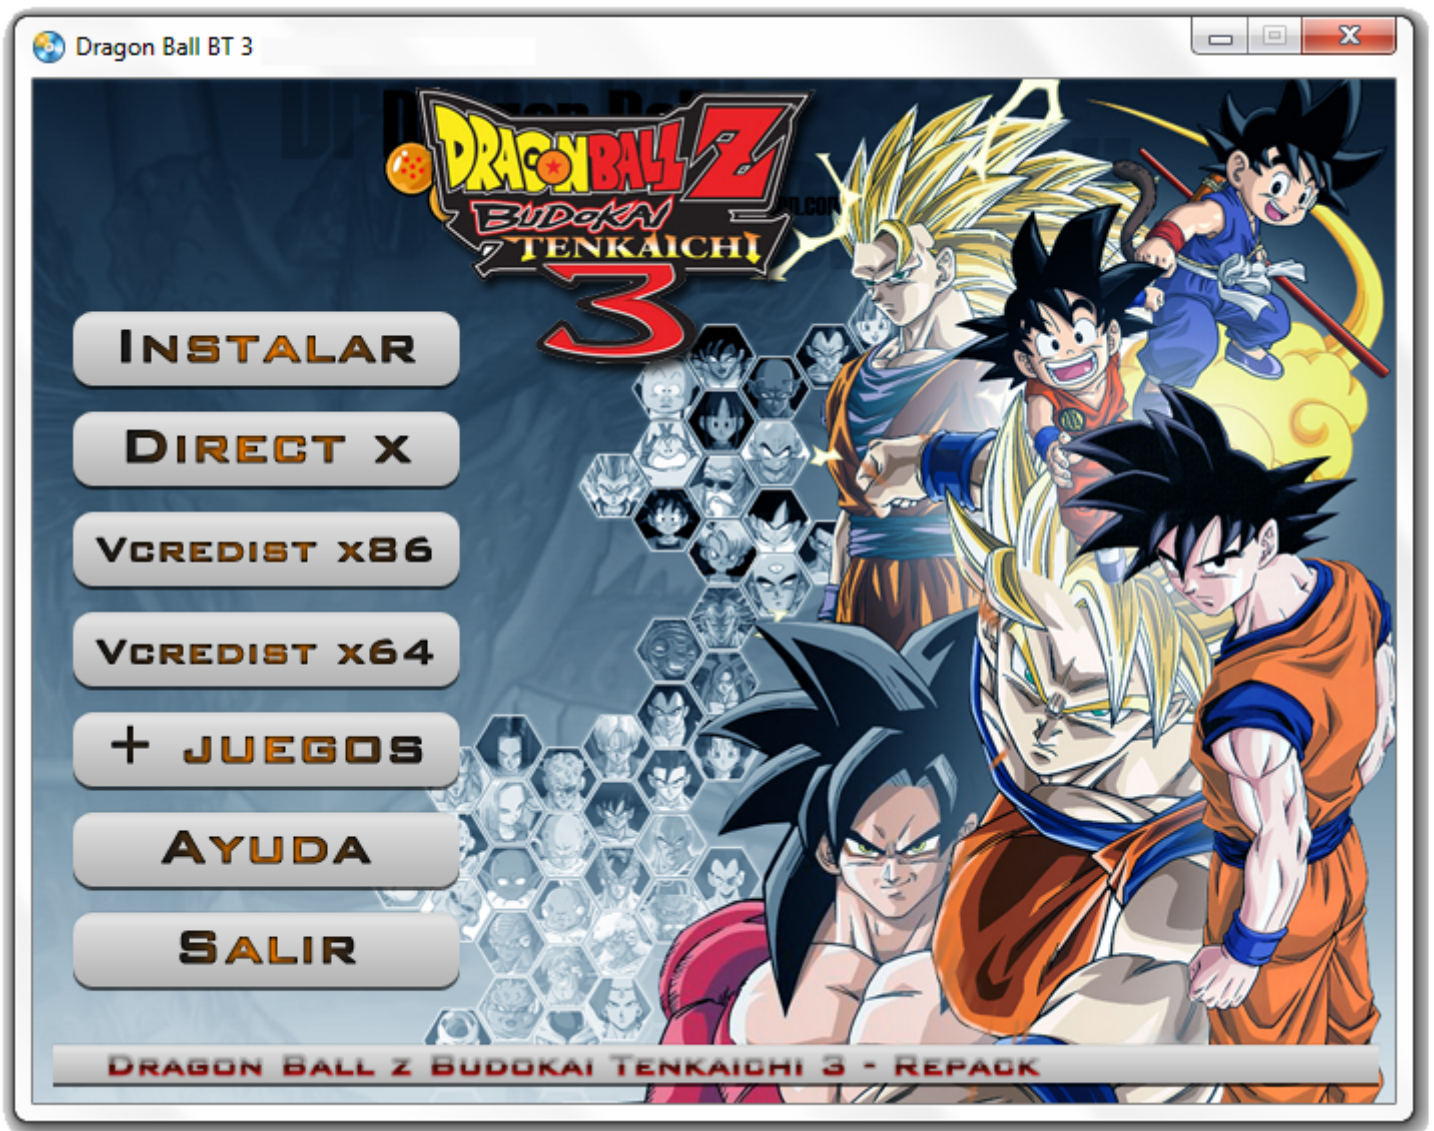 Dragon Ball BT 3
DRAGON BALL Z
BUDOKAI
TENKAICHI
3
INSTALAR
DIRECT X
VCREDIST X86
VCREDIST X64
+ JUEGOS
AYUDA
SALIR
DRAGON BALL Z BUDOKAI TENKAICHI 3 - REPACK